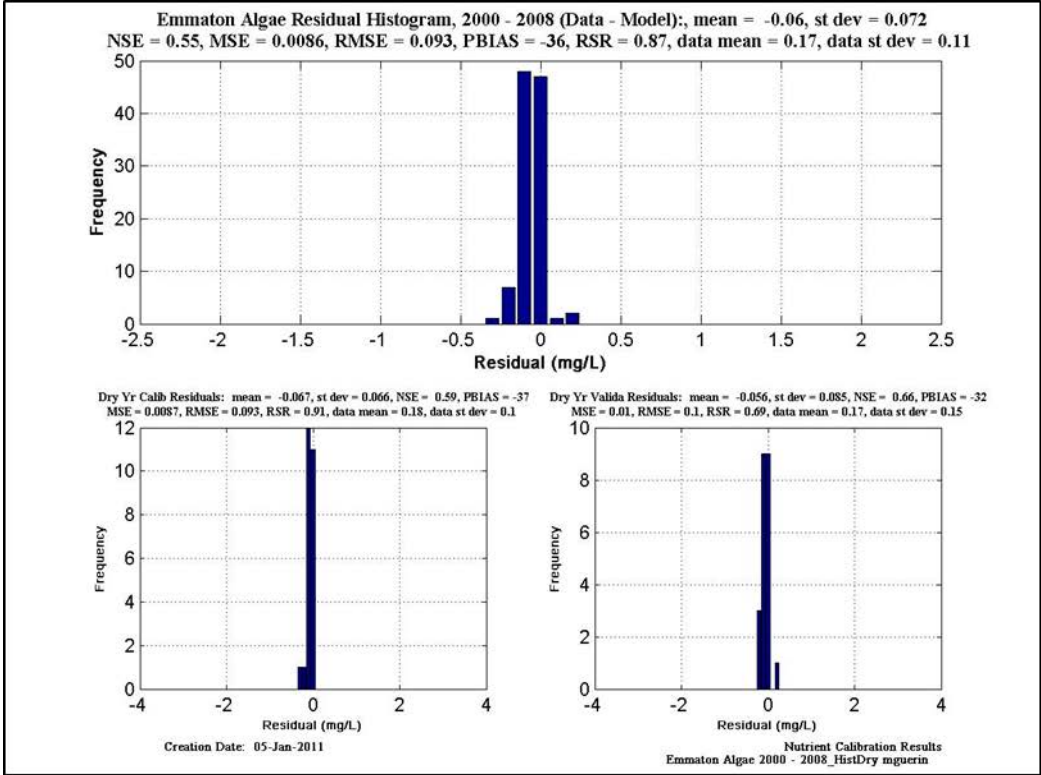 Emmaton Algae Residual Histogram, 2000 - 2008 (Data - Model):, mean = -0.06, st dev = 0.072
NSE = 0.55, MSE = 0.0086, RMSE = 0.093, PBIAS = -36, RSR = 0.87, data mean = 0.17, data st dev = 0.11
50
40
30
20
10
0
Frequency
-2.5 -2 -1.5 -1 -0.5 0 0.5 1 1.5 2 2.5
Residual (mg/L)
Dry Yr Calib Residuals: mean = -0.067, st dev = 0.066, NSE = 0.59, PBIAS = -37
MSE = 0.0087, RMSE = 0.093, RSR = 0.91, data mean = 0.18, data st dev = 0.1
12
10
8
6
4
2
0
Frequency
-4 -2 0 2 4
Residual (mg/L)
Dry Yr Valida Residuals: mean = -0.056, st dev = 0.085, NSE = 0.66, PBIAS = -32
MSE = 0.01, RMSE = 0.1, RSR = 0.69, data mean = 0.17, data st dev = 0.15
10
8
6
4
2
0
Frequency
-4 -2 0 2 4
Residual (mg/L)
Creation Date: 05-Jan-2011
Nutrient Calibration Results
Emmaton Algae 2000 - 2008_HistDry mguerin